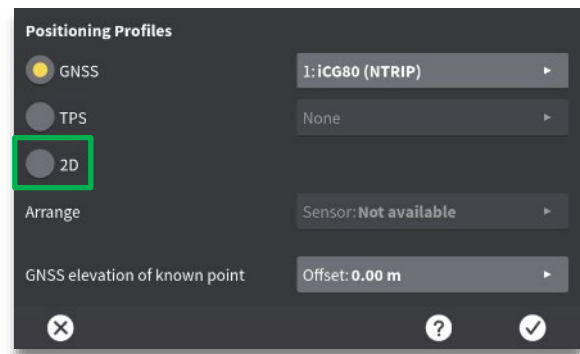 Positioning Profiles
GNSS 1: iCG80 (NTRIP)
TPS None
2D
Arrange Sensor: Not available
GNSS elevation of known point Offset: 0.00 m
?